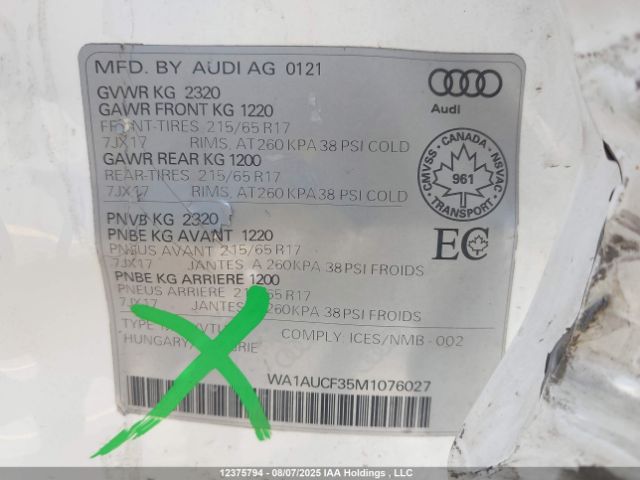 MFD. BY AUDI AG 0121
GVWR KG 2320
GAWR FRONT KG 1220
FRONT-TIRES 215/65 R17
7JX17 RIMS, AT 260 KPA 38 PSI COLD
GAWR REAR KG 1200
REAR-TIRES 215/65 R17
7JX17 RIMS, AT 260 KPA 38 PSI COLD
Audi
CMVSS - CANADA - NSVAC
961
TRANSPORT
PNVB KG 2320
PNBE KG AVANT 1220
PNEUS AVANT 215/65 R17
7JX17 JANTES A 260KPA 38 PSI FROIDS
PNBE KG ARRIERE 1200
PNEUS ARRIERE R17
7JX17 JANTES 260KPA 38 PSI FROIDS
EC
TYPE COMPLY. ICES/NMB - 002
HUNGARY
WA1AUCF35M1076027
12375794 - 08/07/2025 IAA Holdings , LLC